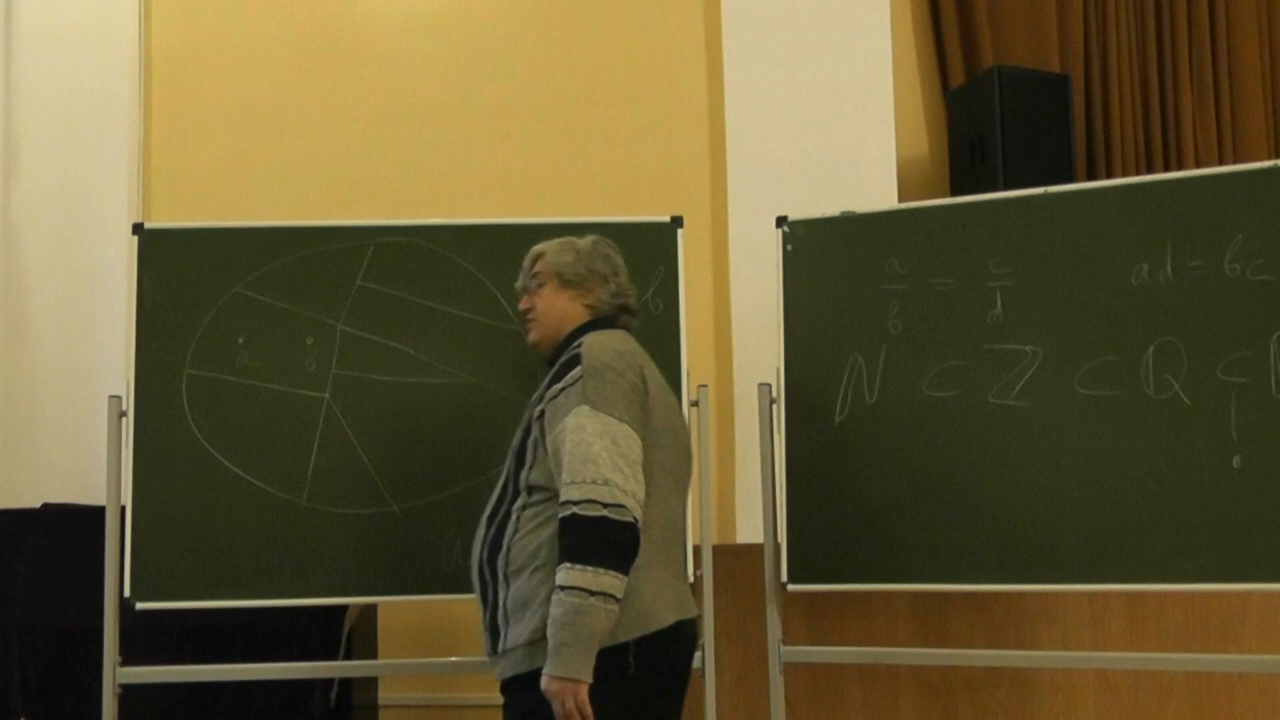 a b
b
a
a/b = c/d ad = bc
N ⊂ Z ⊂ Q ⊂